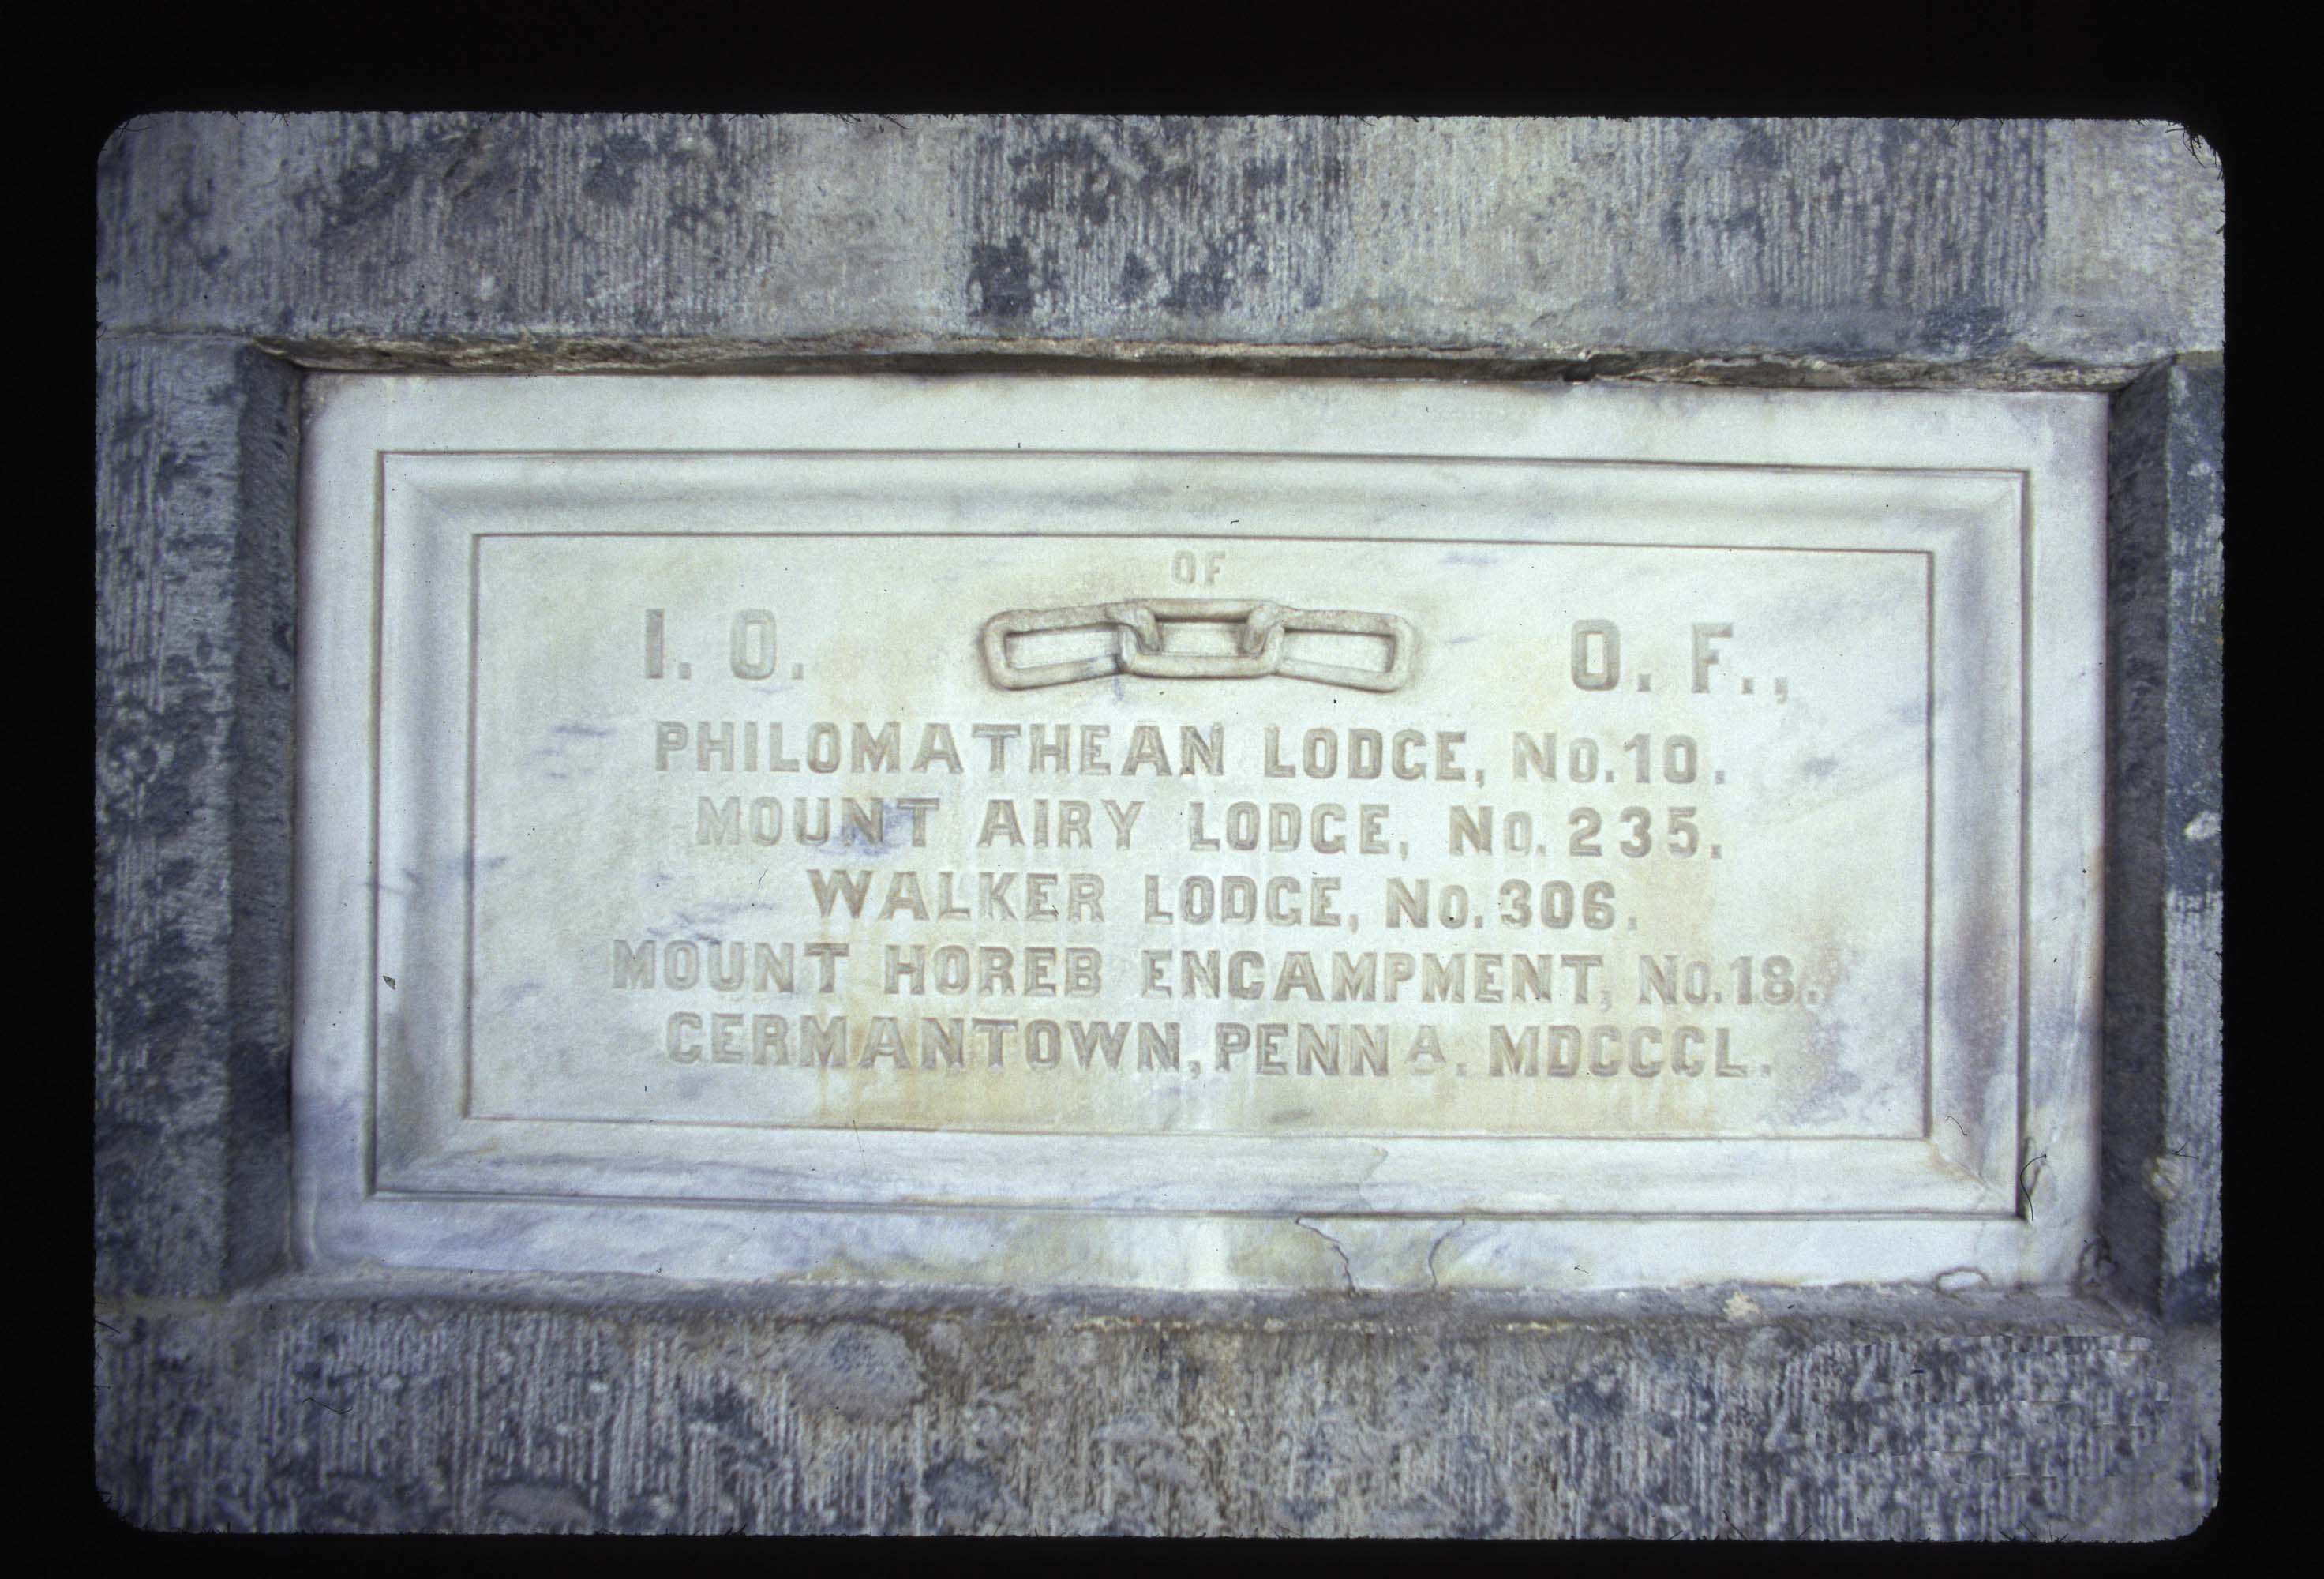 OF
I. O. O. F.,
PHILOMATHEAN LODGE, No. 10.
MOUNT AIRY LODGE, No. 235.
WALKER LODGE, No. 306.
MOUNT HOREB ENCAMPMENT, No. 18.
GERMANTOWN, PENNA. MDCCCL.